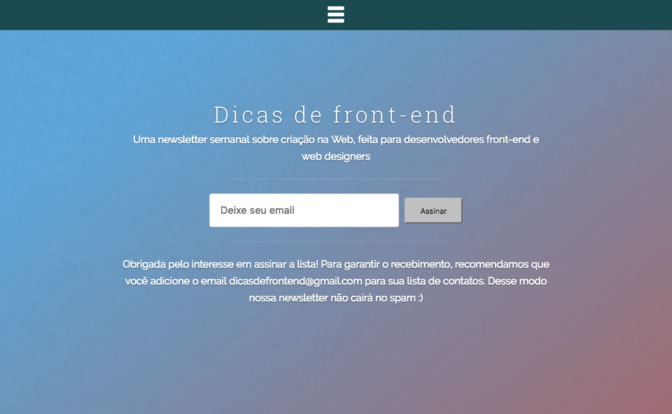 Dicas de front-end
Uma newsletter semanal sobre criação na Web, feita para desenvolvedores front-end e
web designers
Deixe seu email
Assinar
Obrigada pelo interesse em assinar a lista! Para garantir o recebimento, recomendamos que
você adicione o email dicasdefrontend@gmail.com para sua lista de contatos. Desse modo
nossa newsletter não cairá no spam :)